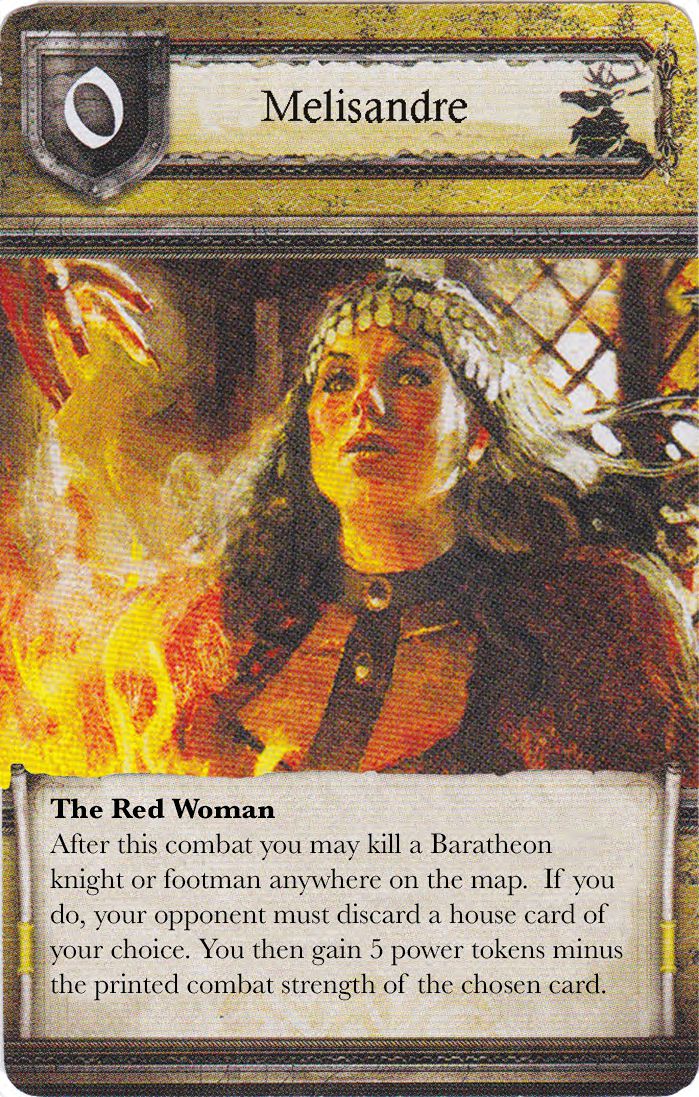 0
Melisandre
The Red Woman
After this combat you may kill a Baratheon
knight or footman anywhere on the map.  If you
do, your opponent must discard a house card of
your choice. You then gain 5 power tokens minus
the printed combat strength of the chosen card.